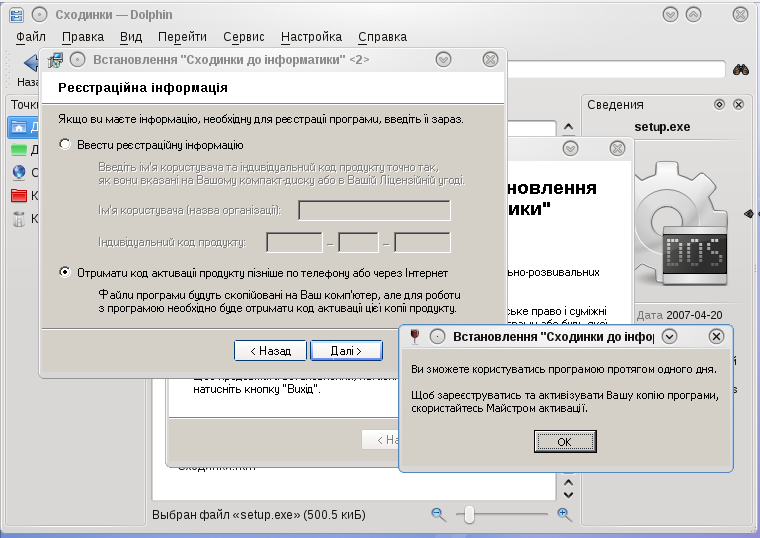 Сходинки — Dolphin
Файл Правка Вид Перейти Сервис Настройка Справка
Наза
Точки
Встановлення "Сходинки до інформатики" <2>
Реєстраційна інформація
Якщо ви маєте інформацію, необхідну для реєстрації програми, введіть її зараз.
Ввести реєстраційну інформацію
Введіть ім'я користувача та індивідуальний код продукту точно так,
як вони вказані на Вашому компакт-диску або в Вашій Ліцензійній угоді.
Ім'я користувача (назва організації):
Індивідуальний код продукту: – –
Отримати код активації продукту пізніше по телефону або через Інтернет
Файли програми будуть скопійовані на Ваш комп'ютер, але для роботи
з програмою необхідно буде отримати код активації цієї копії продукту.
< Назад Далі >
ановлення
ики"
льно-розвивальних
ське право і суміжні
натисніть кнопку "Вихід".
< На
Сведения
setup.exe
DOS
Дата 2007-04-20
Встановлення "Сходинки до інфор
Ви зможете користуватись програмою протягом одного дня.
Щоб зареєструватись та активізувати Вашу копію програми,
скористайтесь Майстром активації.
OK
Выбран файл «setup.exe» (500.5 киБ)